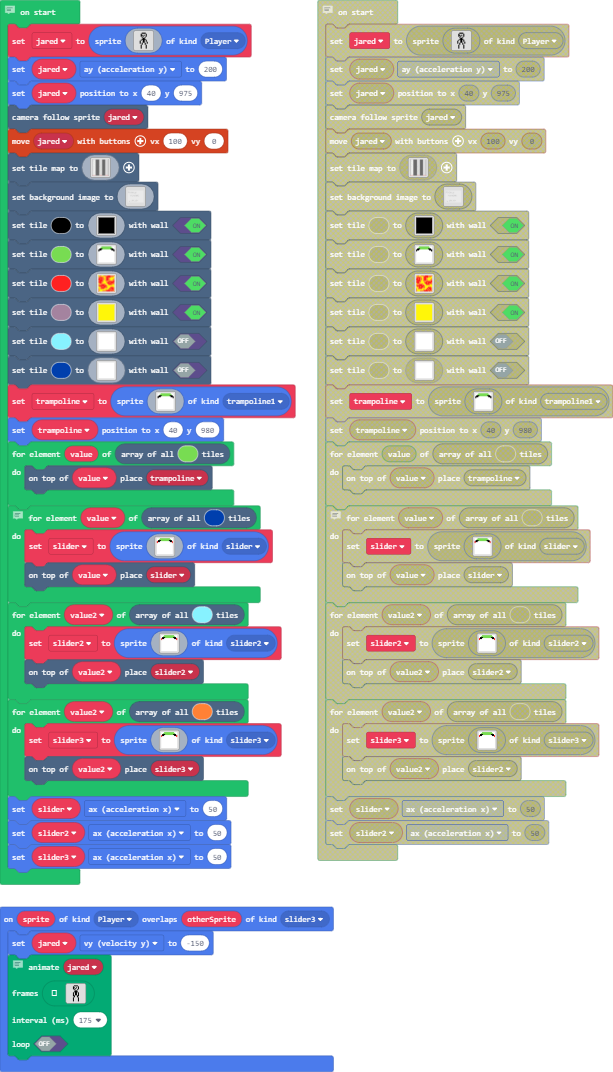 on start
set jared to sprite of kind Player
set jared ay (acceleration y) to 200
set jared position to x 40 y 975
camera follow sprite jared
move jared with buttons vx 100 vy 0
set tile map to
set background image to
set tile to with wall ON
set tile to with wall ON
set tile to with wall ON
set tile to with wall ON
set tile to with wall OFF
set tile to with wall OFF
set trampoline to sprite of kind trampoline1
set trampoline position to x 40 y 980
for element value of array of all tiles
do
on top of value place trampoline
for element value of array of all tiles
do
set slider to sprite of kind slider
on top of value place slider
for element value2 of array of all tiles
do
set slider2 to sprite of kind slider2
on top of value2 place slider2
for element value2 of array of all tiles
do
set slider3 to sprite of kind slider3
on top of value2 place slider3
set slider ax (acceleration x) to 50
set slider2 ax (acceleration x) to 50
set slider3 ax (acceleration x) to 50
on sprite of kind Player overlaps otherSprite of kind slider3
set jared vy (velocity y) to -150
animate jared
frames
interval (ms) 175
loop OFF
on start
set jared to sprite of kind Player
set jared ay (acceleration y) to 200
set jared position to x 40 y 975
camera follow sprite jared
move jared with buttons vx 100 vy 0
set tile map to
set background image to
set tile to with wall ON
set tile to with wall ON
set tile to with wall ON
set tile to with wall ON
set tile to with wall OFF
set tile to with wall OFF
set trampoline to sprite of kind trampoline1
set trampoline position to x 40 y 980
for element value of array of all tiles
do
on top of value place trampoline
for element value of array of all tiles
do
set slider to sprite of kind slider
on top of value place slider
for element value2 of array of all tiles
do
set slider2 to sprite of kind slider2
on top of value2 place slider2
for element value2 of array of all tiles
do
set slider3 to sprite of kind slider3
on top of value2 place slider2
set slider ax (acceleration x) to 50
set slider2 ax (acceleration x) to 50